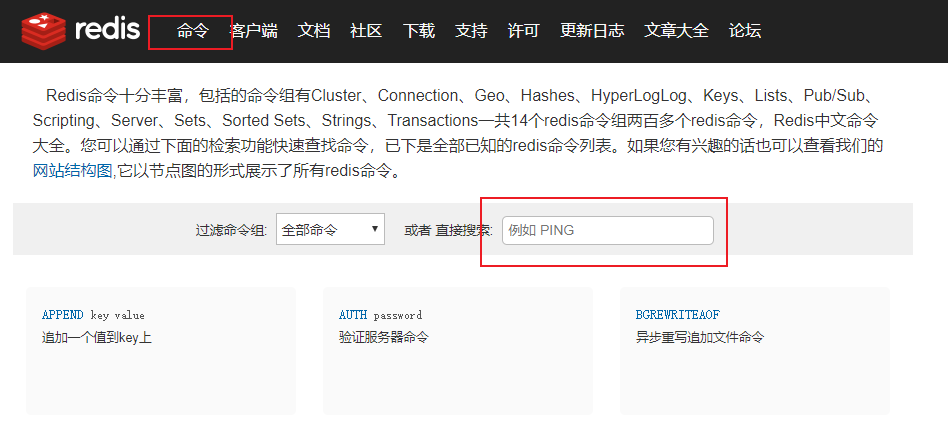 redis 命令 客户端 文档 社区 下载 支持 许可 更新日志 文章大全 论坛
Redis命令十分丰富，包括的命令组有Cluster、Connection、Geo、Hashes、HyperLogLog、Keys、Lists、Pub/Sub、
Scripting、Server、Sets、Sorted Sets、Strings、Transactions一共14个redis命令组两百多个redis命令，Redis中文命令
大全。您可以通过下面的检索功能快速查找命令，已下是全部已知的redis命令列表。如果您有兴趣的话也可以查看我们的
网站结构图,它以节点图的形式展示了所有redis命令。
过滤命令组: 全部命令 或者 直接搜索: 例如 PING
APPEND key value
追加一个值到key上
AUTH password
验证服务器命令
BGREWRITEAOF
异步重写追加文件命令